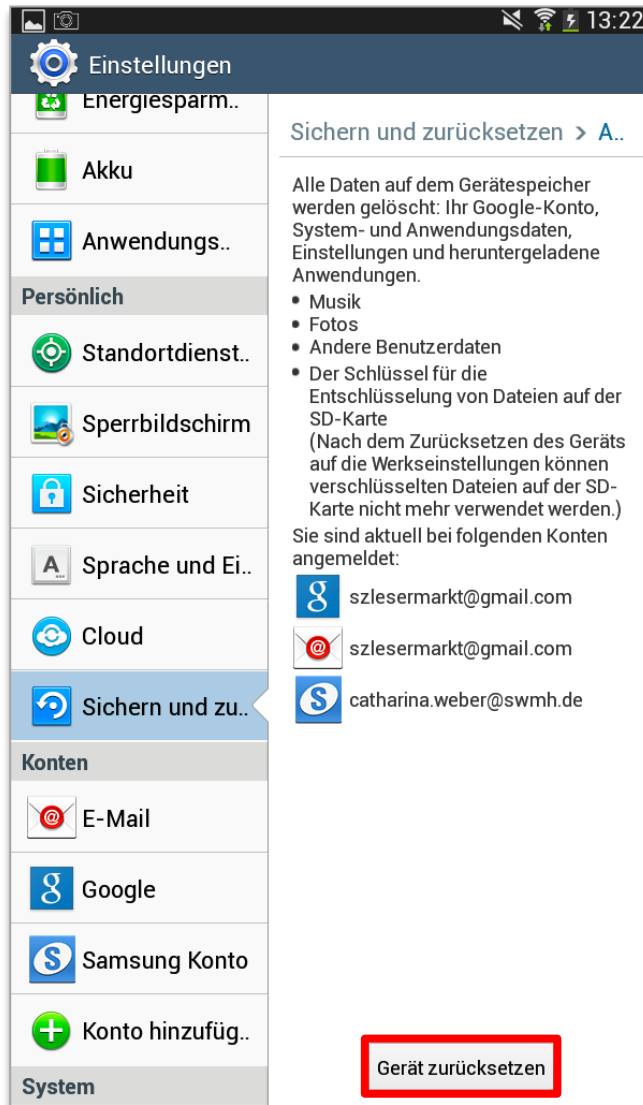 13:22
Einstellungen
Energiesparm..
Akku
Anwendungs..
Persönlich
Standortdienst..
Sperrbildschirm
Sicherheit
A
Sprache und Ei..
Cloud
Sichern und zu..
Konten
E-Mail
Google
Samsung Konto
Konto hinzufüg..
System
Sichern und zurücksetzen > A..
Alle Daten auf dem Gerätespeicher
werden gelöscht: Ihr Google-Konto,
System- und Anwendungsdaten,
Einstellungen und heruntergeladene
Anwendungen.
• Musik
• Fotos
• Andere Benutzerdaten
• Der Schlüssel für die
Entschlüsselung von Dateien auf der
SD-Karte
(Nach dem Zurücksetzen des Geräts
auf die Werkseinstellungen können
verschlüsselten Dateien auf der SD-
Karte nicht mehr verwendet werden.)
Sie sind aktuell bei folgenden Konten
angemeldet:
szlesermarkt@gmail.com
szlesermarkt@gmail.com
catharina.weber@swmh.de
Gerät zurücksetzen